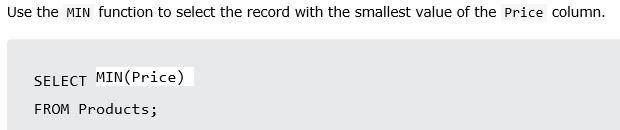 Use the MIN function to select the record with the smallest value of the Price column.
SELECT MIN(Price)
FROM Products;